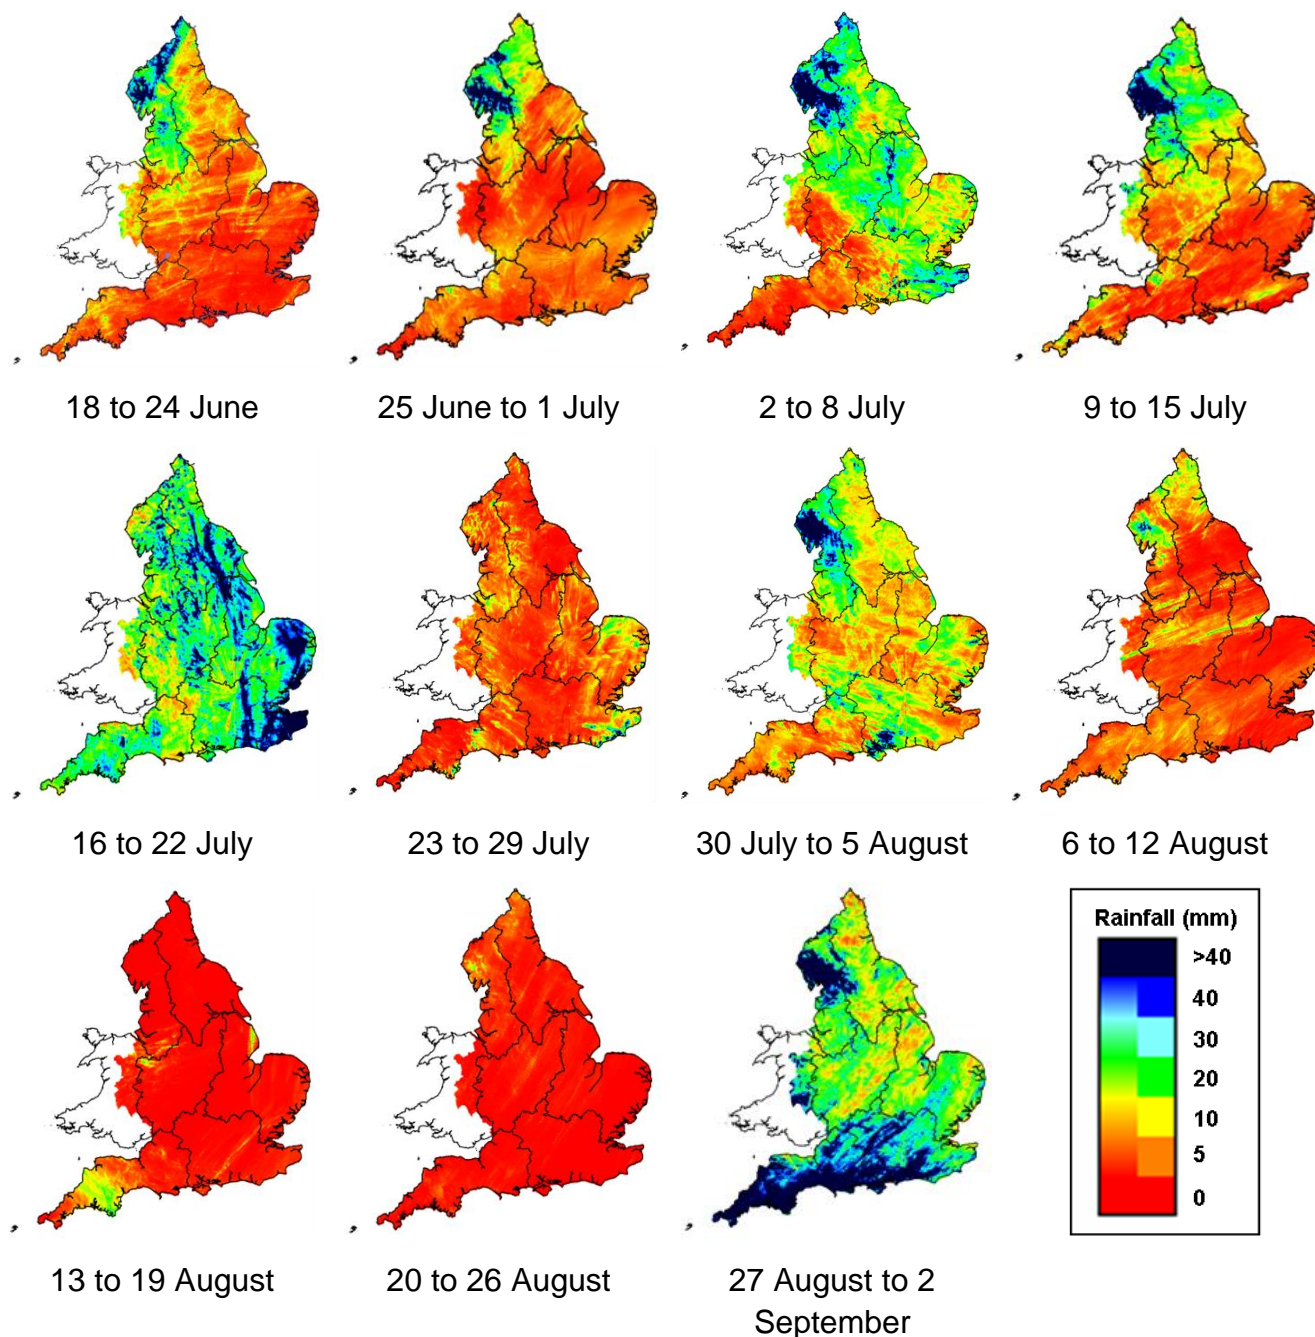 18 to 24 June
25 June to 1 July
2 to 8 July
9 to 15 July
16 to 22 July
23 to 29 July
30 July to 5 August
6 to 12 August
13 to 19 August
20 to 26 August
27 August to 2
September
Rainfall (mm)
>40
40
30
20
10
5
0